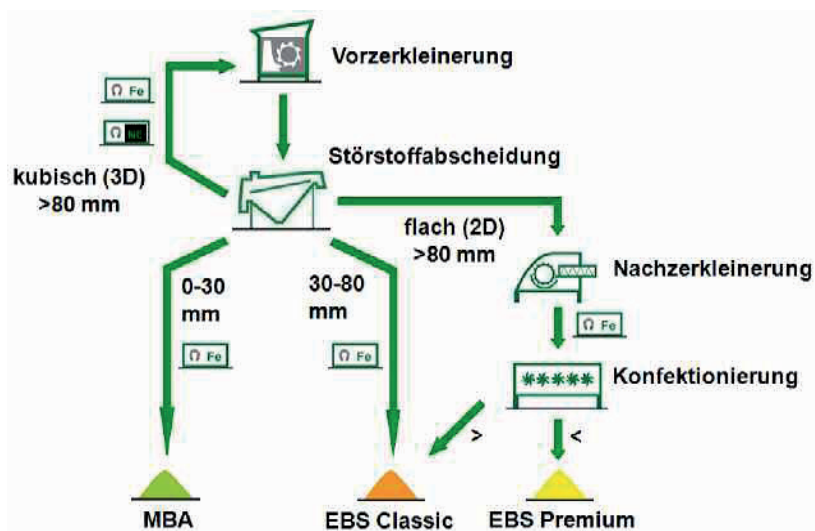 Vorzerkleinerung
Ω Fe
Ω NE
Störstoffabscheidung
kubisch (3D)
>80 mm
flach (2D)
>80 mm
Nachzerkleinerung
0-30
mm
30-80
mm
Ω Fe
Ω Fe
Ω Fe
Konfektionierung
>
<
MBA
EBS Classic
EBS Premium